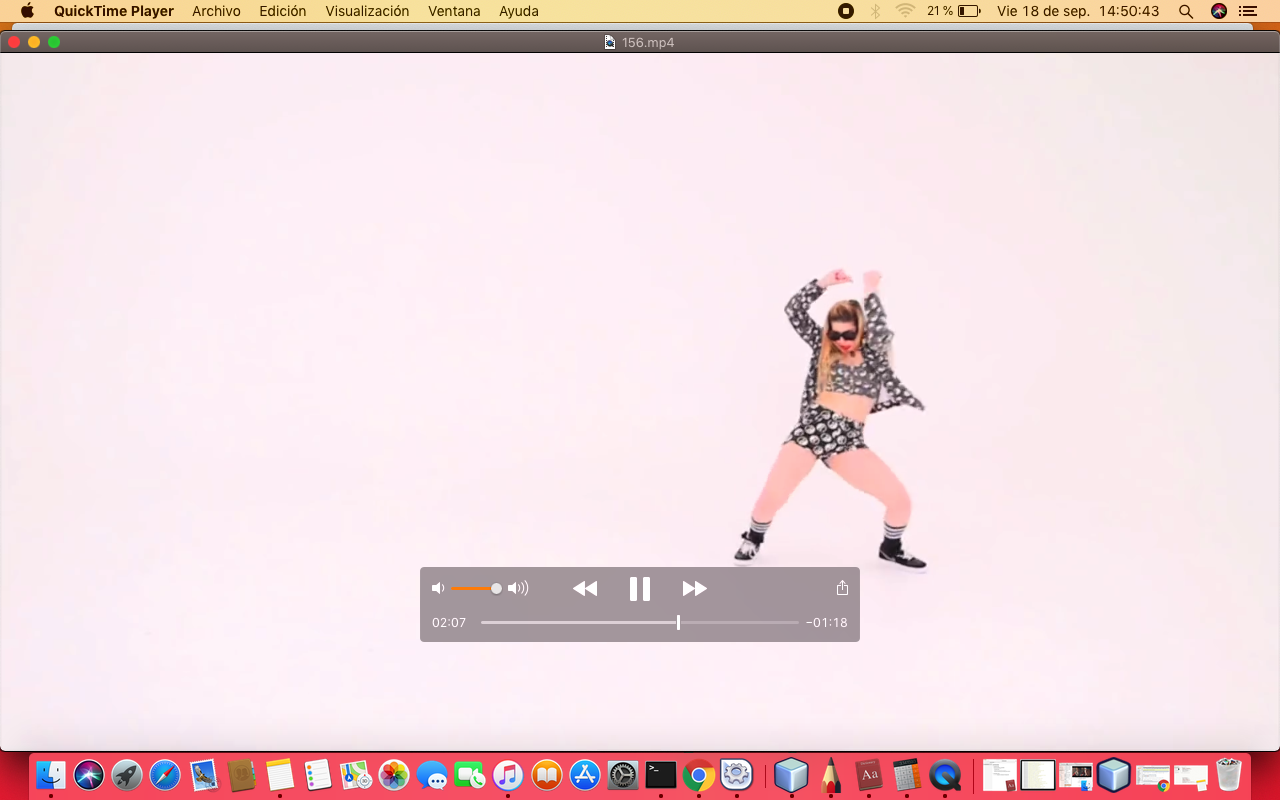 QuickTime Player Archivo Edición Visualización Ventana Ayuda 21 % Vie 18 de sep. 14:50:43
156.mp4
02:07 −01:18
>_
Aa